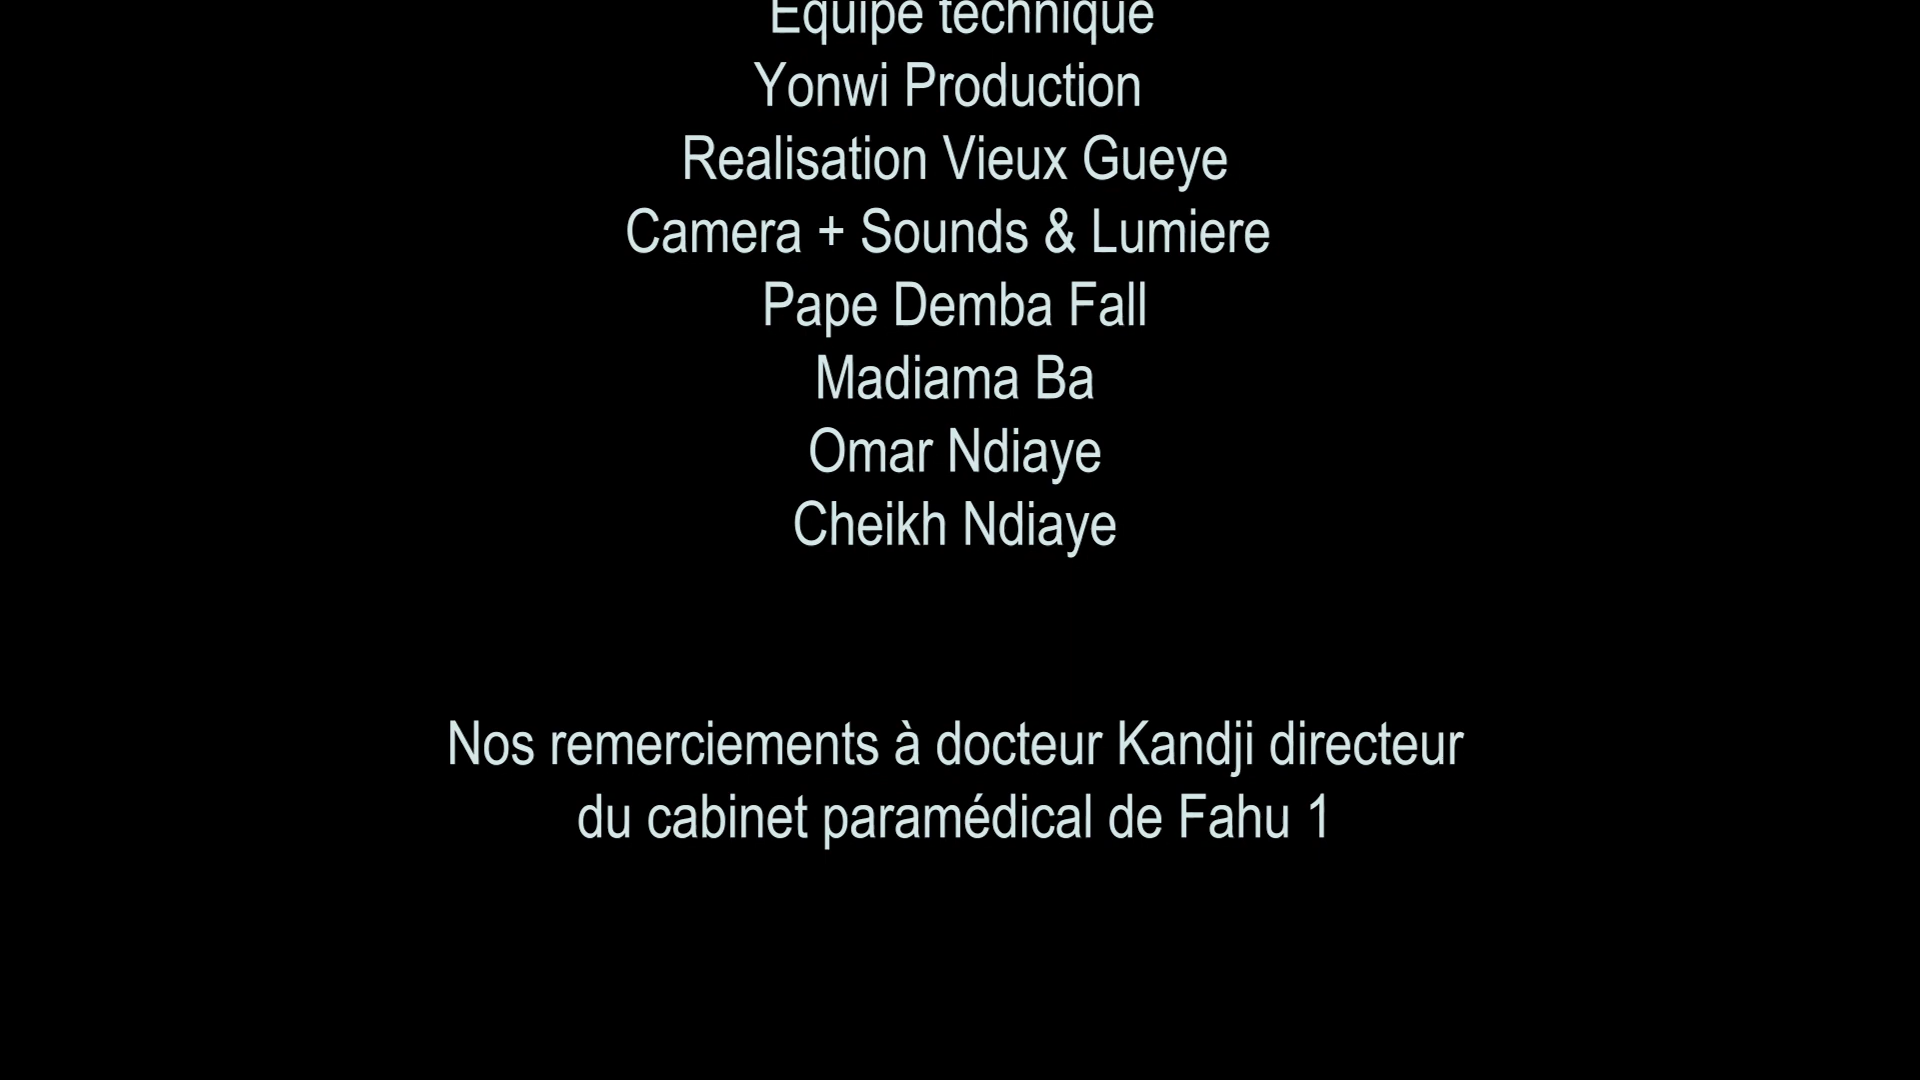 Equipe technique
Yonwi Production
Realisation Vieux Gueye
Camera + Sounds & Lumiere
Pape Demba Fall
Madiama Ba
Omar Ndiaye
Cheikh Ndiaye
Nos remerciements à docteur Kandji directeur
du cabinet paramédical de Fahu 1